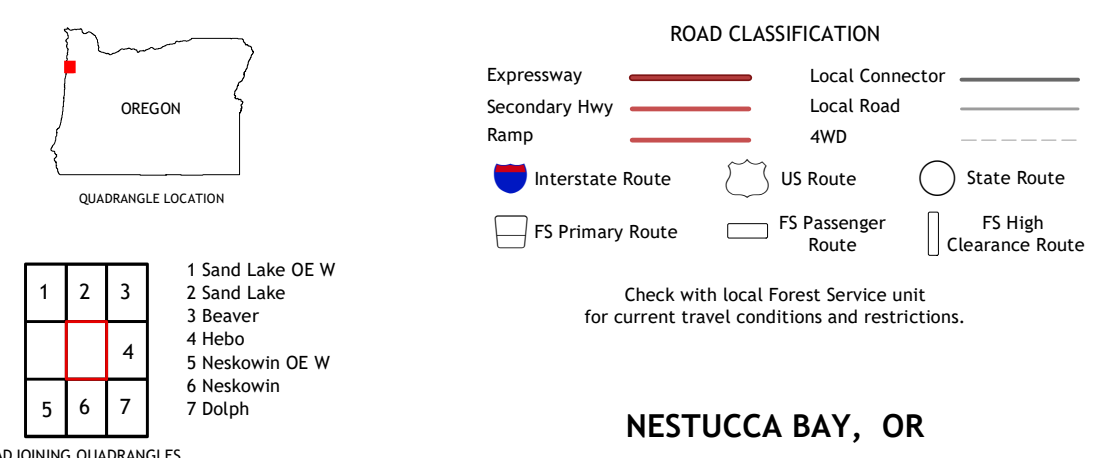 OREGON
QUADRANGLE LOCATION
1 2 3
4
5 6 7
1 Sand Lake OE W
2 Sand Lake
3 Beaver
4 Hebo
5 Neskowin OE W
6 Neskowin
7 Dolph
ADJOINING QUADRANGLES
ROAD CLASSIFICATION
Expressway
Local Connector
Secondary Hwy
Local Road
Ramp
4WD
Interstate Route
US Route
State Route
FS Primary Route
FS Passenger
Route
FS High
Clearance Route
Check with local Forest Service unit
for current travel conditions and restrictions.
NESTUCCA BAY, OR